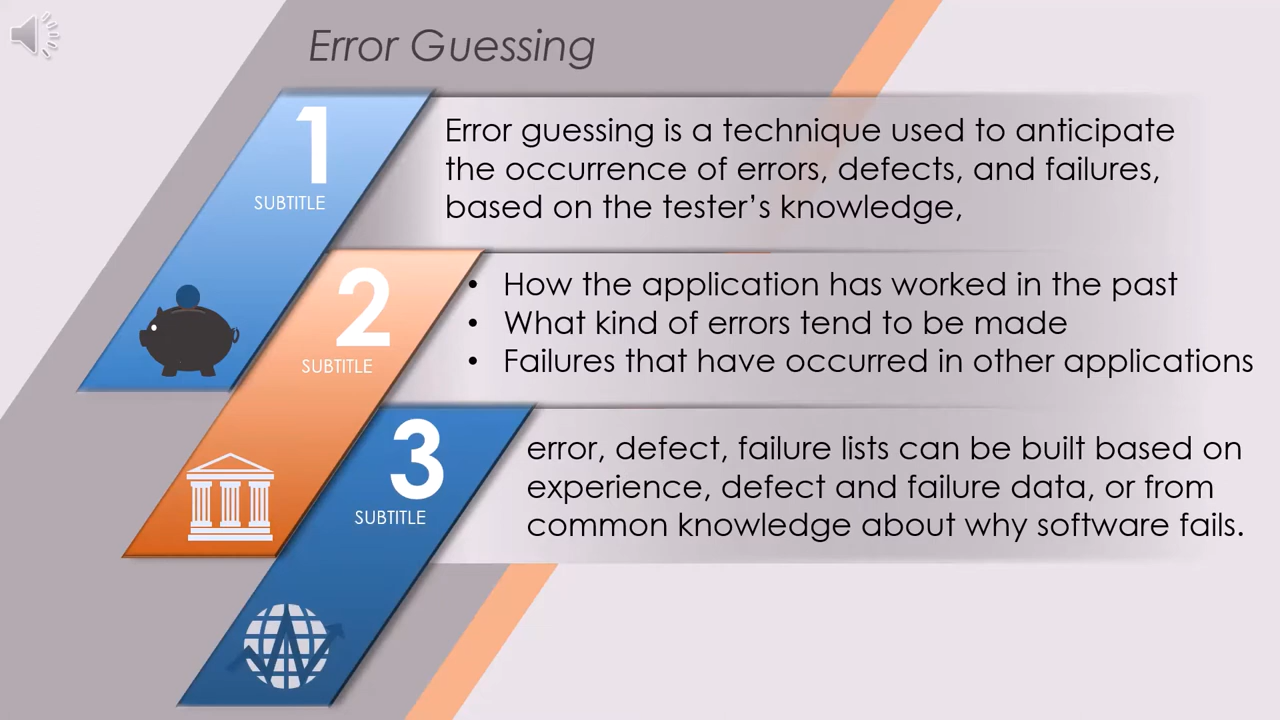 Error Guessing
1
SUBTITLE
Error guessing is a technique used to anticipate
the occurrence of errors, defects, and failures,
based on the tester’s knowledge,
2
SUBTITLE
• How the application has worked in the past
• What kind of errors tend to be made
• Failures that have occurred in other applications
3
SUBTITLE
error, defect, failure lists can be built based on
experience, defect and failure data, or from
common knowledge about why software fails.